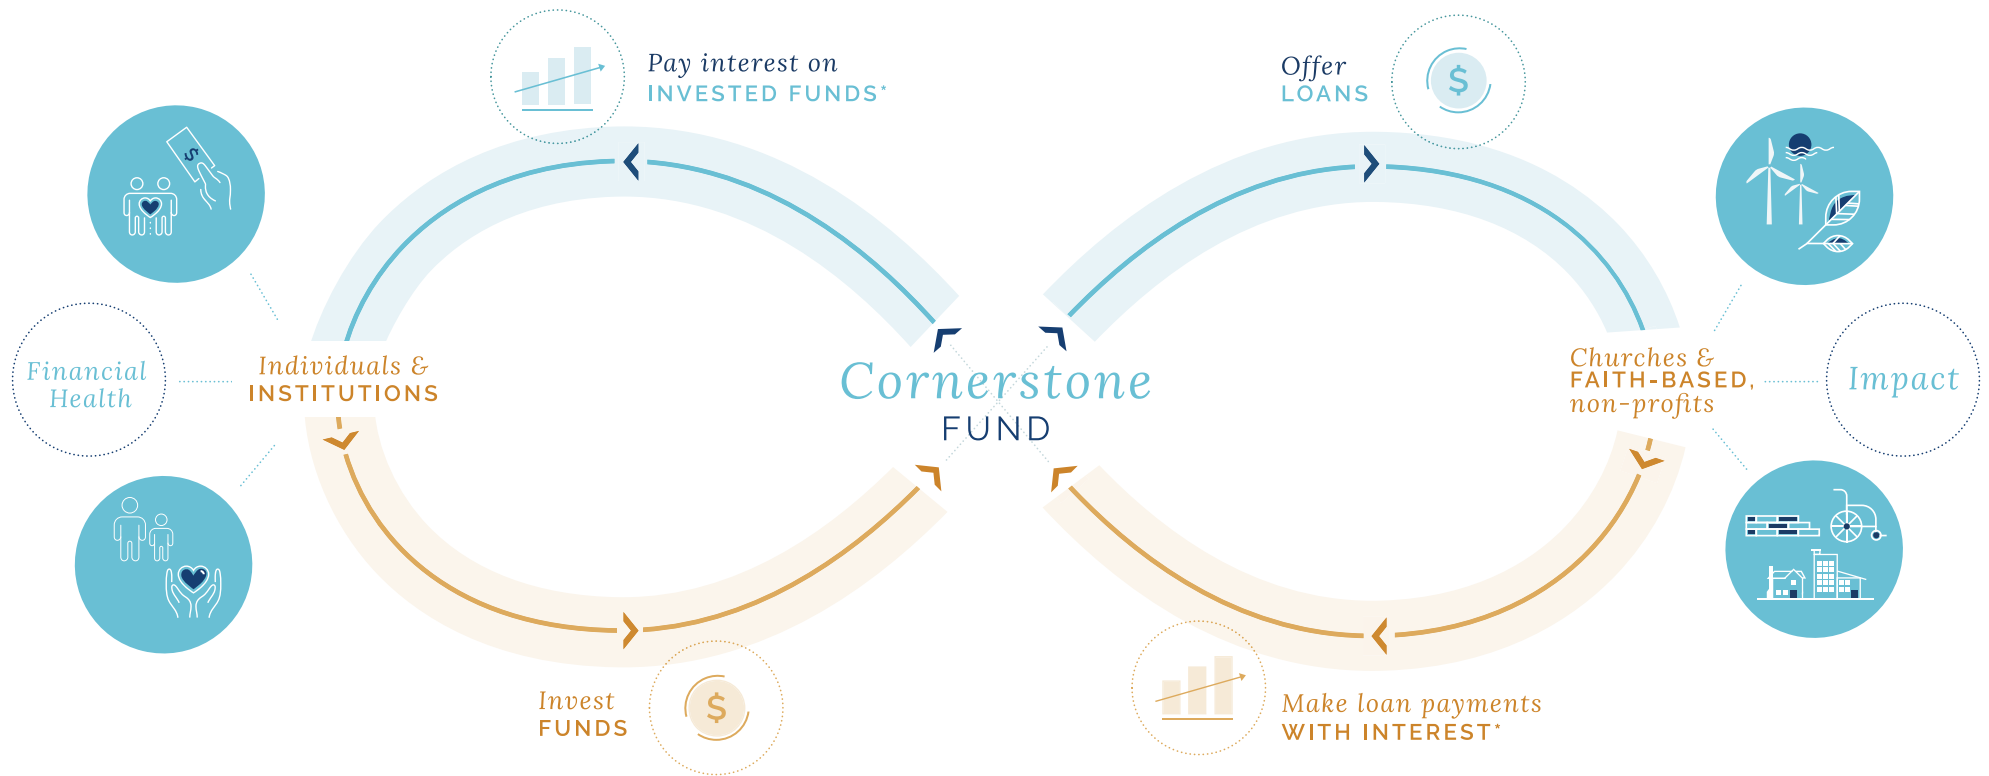 Pay interest on
INVESTED FUNDS*
Offer
LOANS
$
$
Financial
Health
Individuals &
INSTITUTIONS
Cornerstone
FUND
Churches &
FAITH-BASED,
non-profits
Impact
Invest
FUNDS
$
Make loan payments
WITH INTEREST*